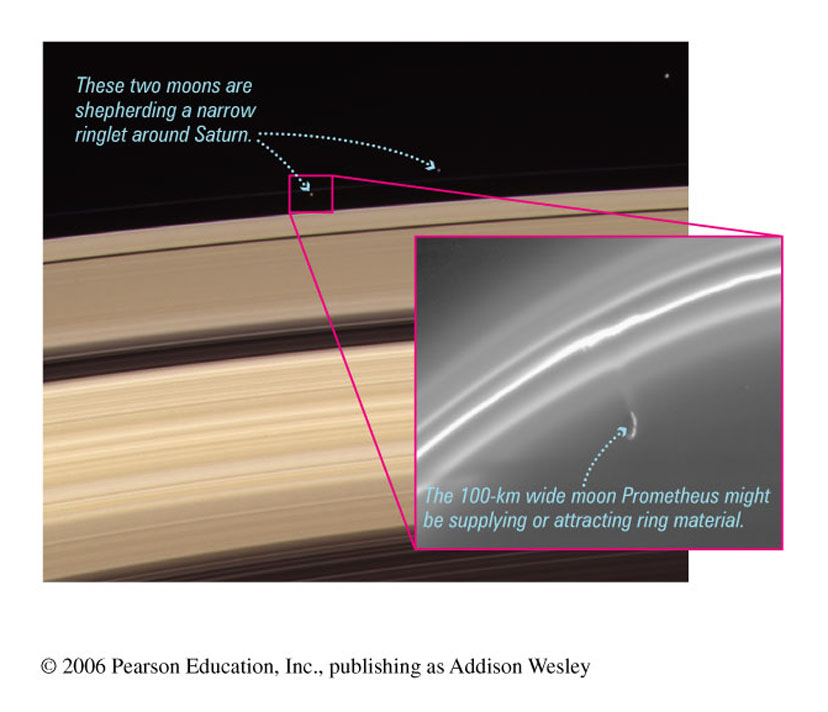 These two moons are
shepherding a narrow
ringlet around Saturn.
The 100-km wide moon Prometheus might
be supplying or attracting ring material.
© 2006 Pearson Education, Inc., publishing as Addison Wesley